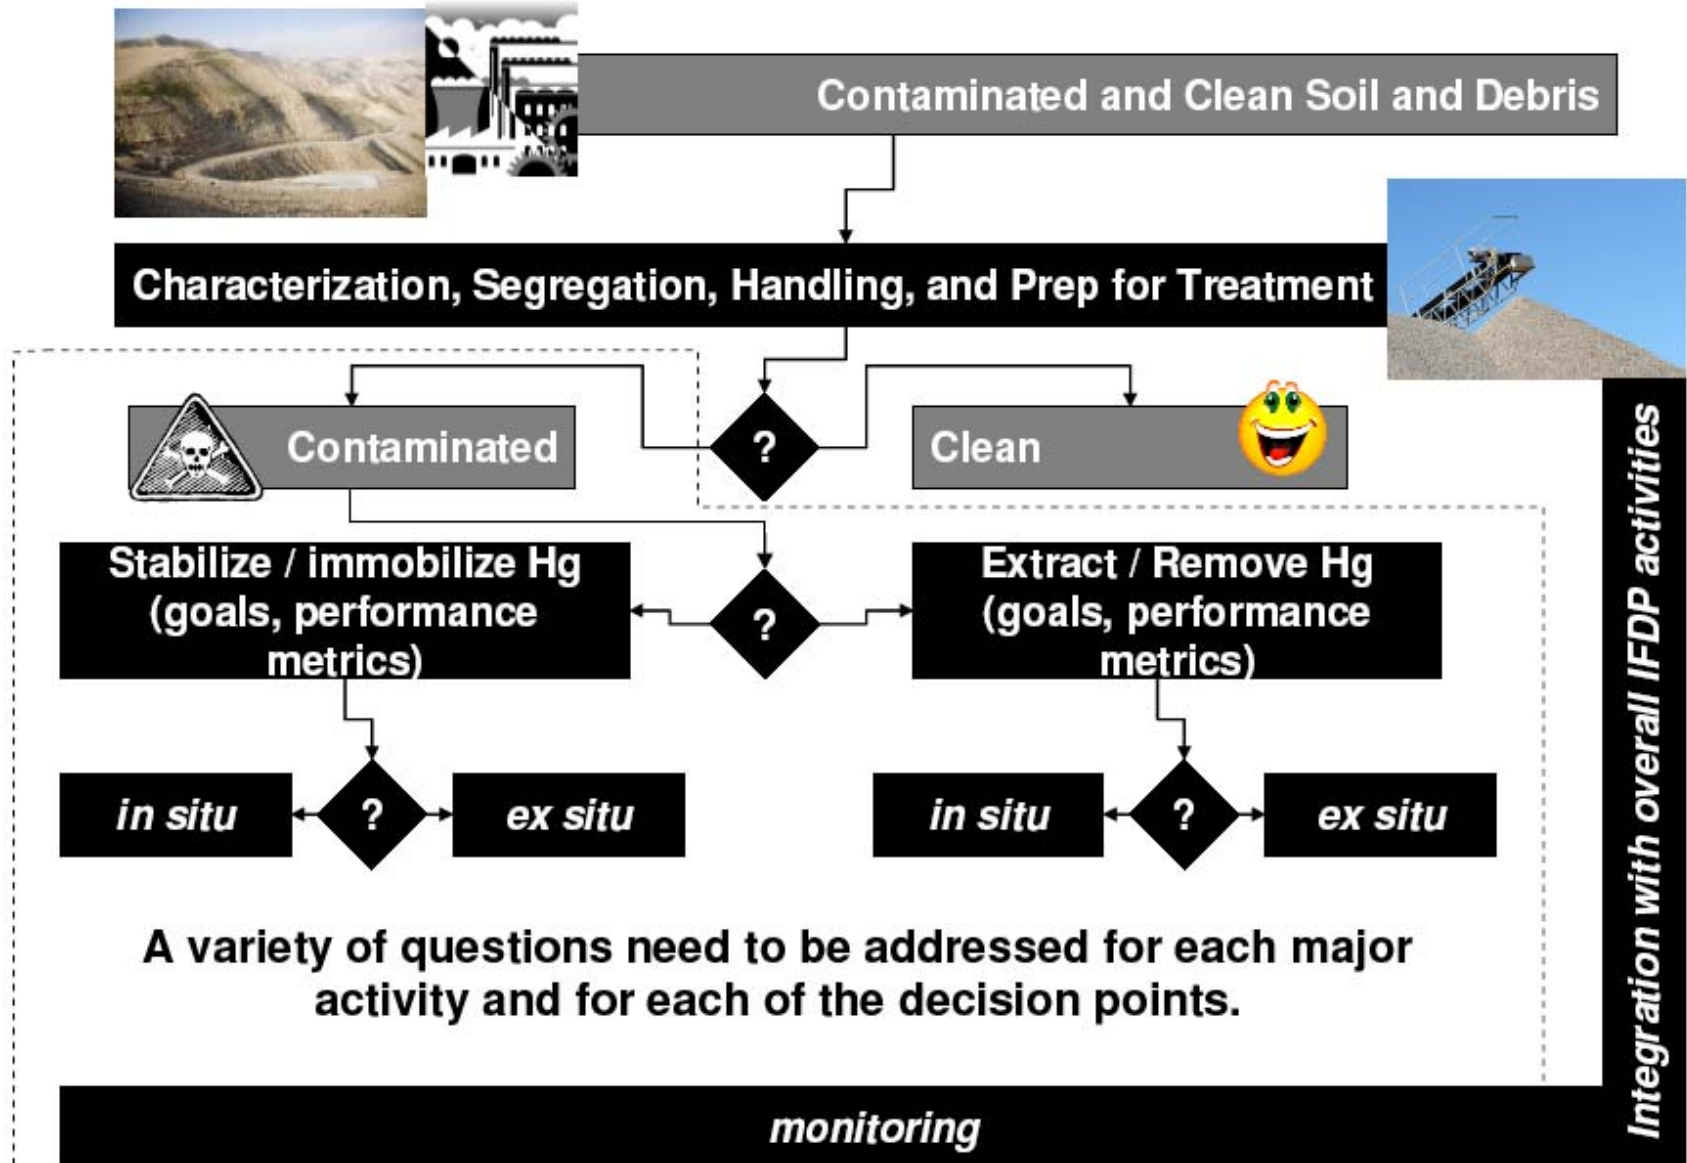 Contaminated and Clean Soil and Debris
Characterization, Segregation, Handling, and Prep for Treatment
?
Contaminated
Clean
Stabilize / immobilize Hg
(goals, performance
metrics)
?
Extract / Remove Hg
(goals, performance
metrics)
in situ
?
ex situ
in situ
?
ex situ
A variety of questions need to be addressed for each major
activity and for each of the decision points.
monitoring
Integration with overall IFDP activities